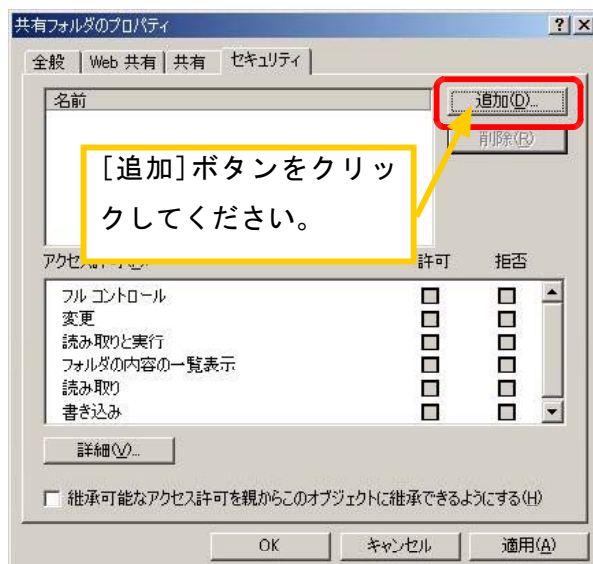 共有フォルダのプロパティ
全般 Web 共有 共有 セキュリティ
名前
追加(D)...
削除(R)
[追加]ボタンをクリッ
クしてください。
許可 拒否
フル コントロール
変更
読み取りと実行
フォルダの内容の一覧表示
読み取り
書き込み
詳細(V)...
継承可能なアクセス許可を親からこのオブジェクトに継承できるようにする(H)
OK キャンセル 適用(A)